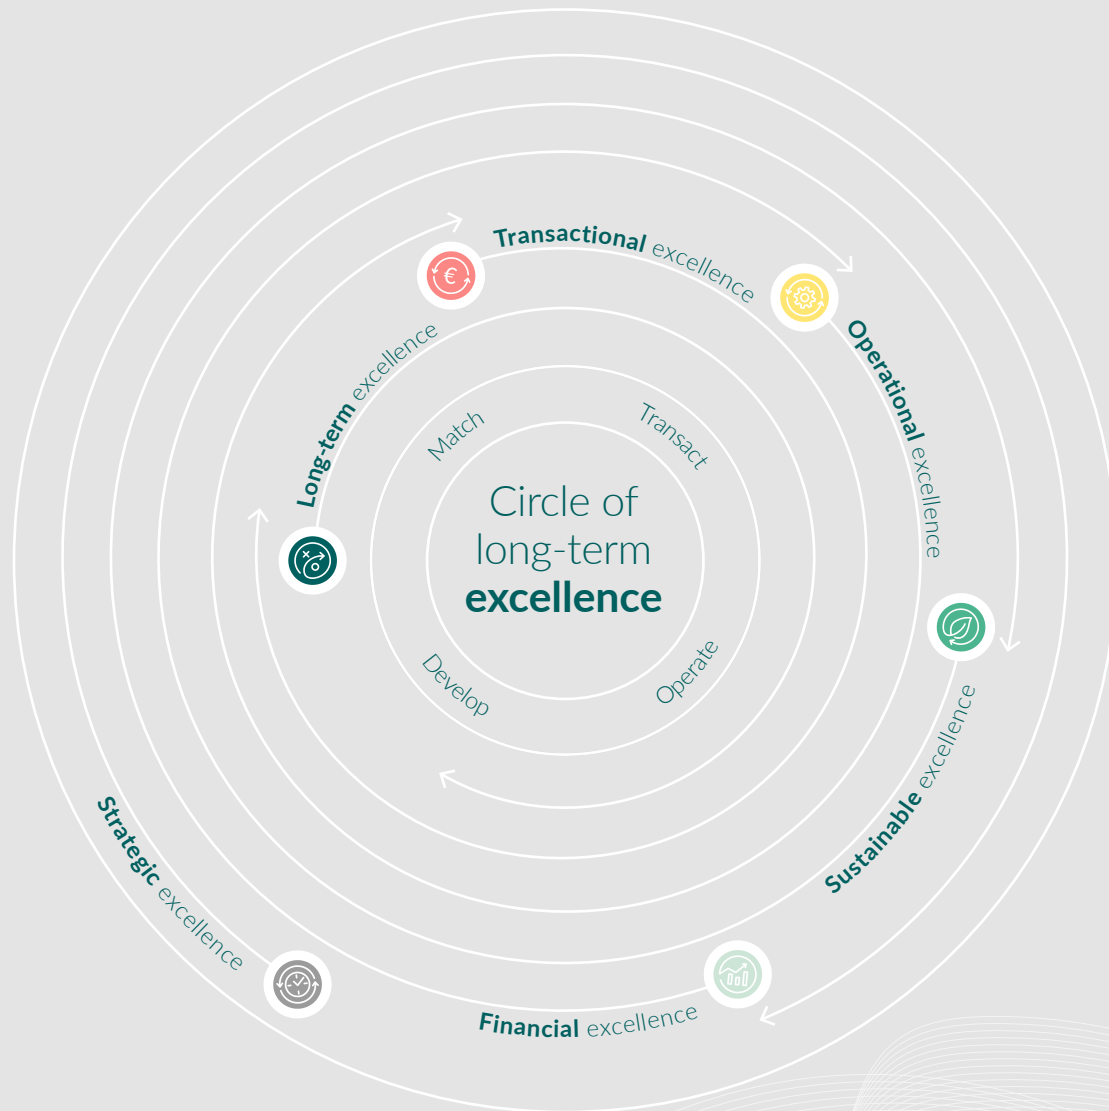 Transactional excellence
Operational excellence
Long-term excellence
Match
Transact
Circle of
long-term
excellence
Develop
Operate
Sustainable excellence
Strategic excellence
Financial excellence
€